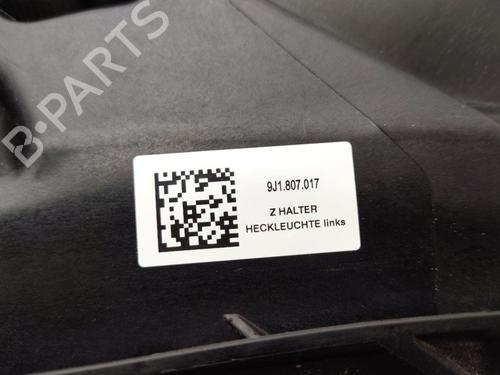 B-PARTS
9J1.807.017
Z HALTER
HECKLEUCHTE links